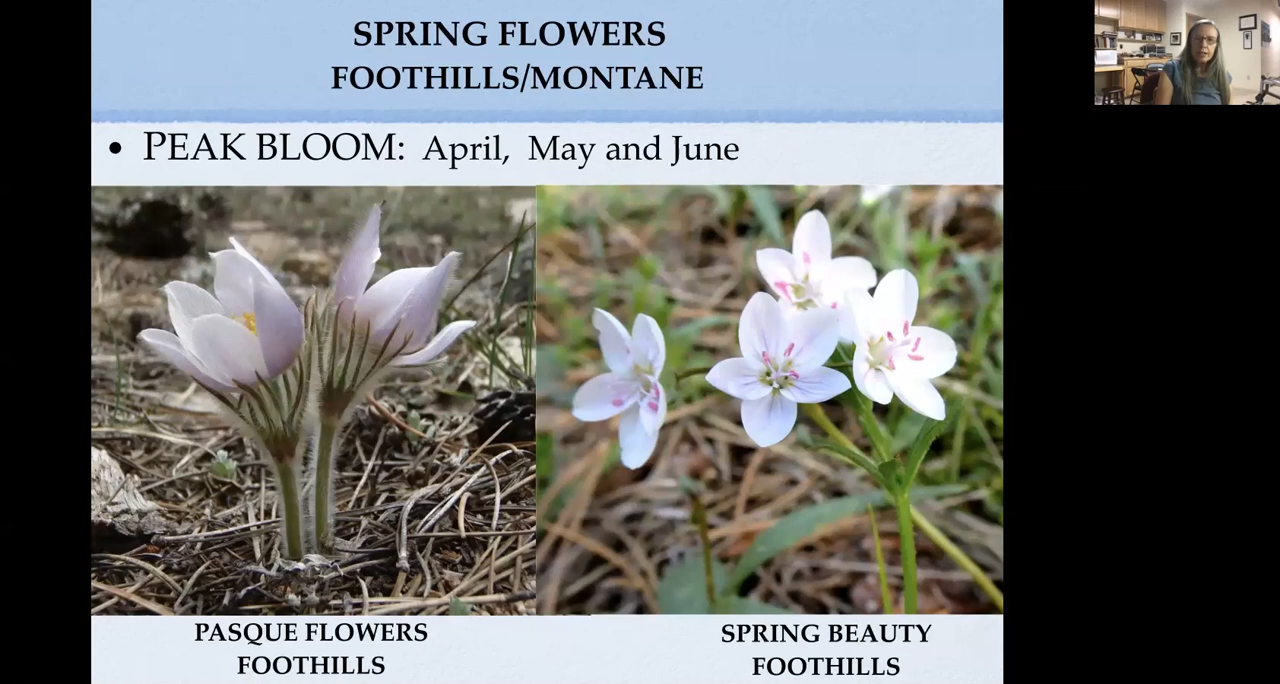 SPRING FLOWERS
FOOTHILLS/MONTANE
• PEAK BLOOM: April, May and June
PASQUE FLOWERS
FOOTHILLS
SPRING BEAUTY
FOOTHILLS